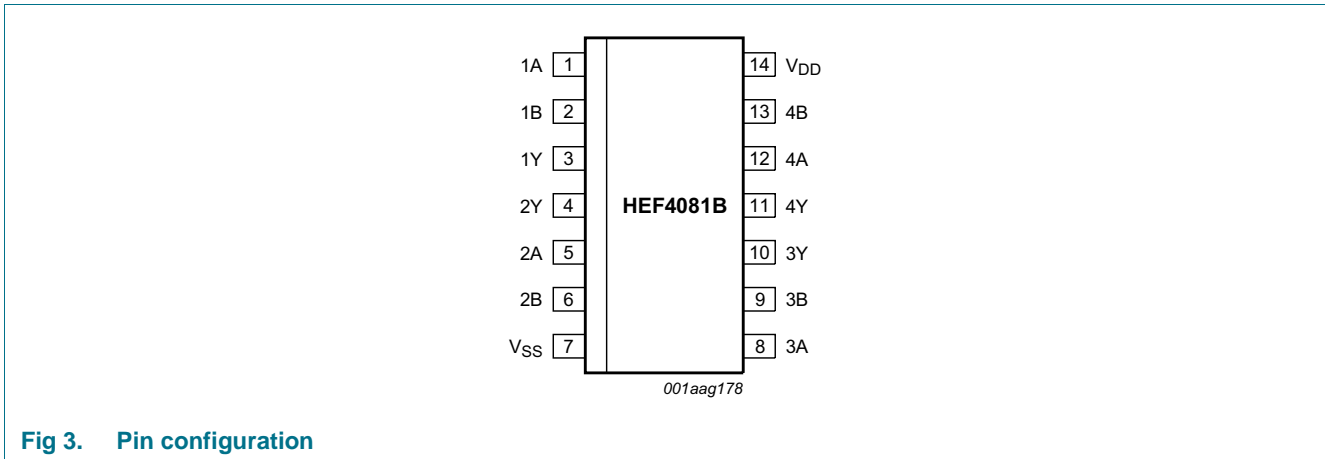 1A 1 14 VDD
1B 2 13 4B
1Y 3 12 4A
2Y 4 HEF4081B 11 4Y
2A 5 10 3Y
2B 6 9 3B
VSS 7 8 3A
001aag178
Fig 3. Pin configuration